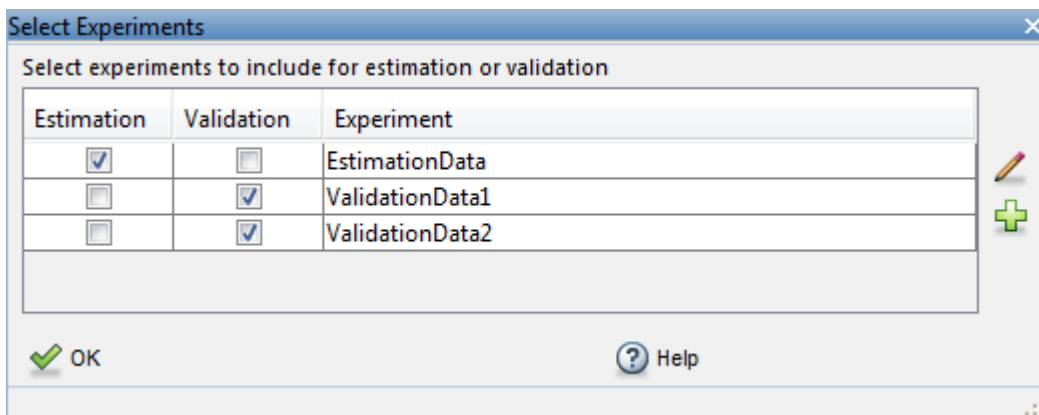 Select Experiments
Select experiments to include for estimation or validation
Estimation Validation Experiment
EstimationData
ValidationData1
ValidationData2
OK Help